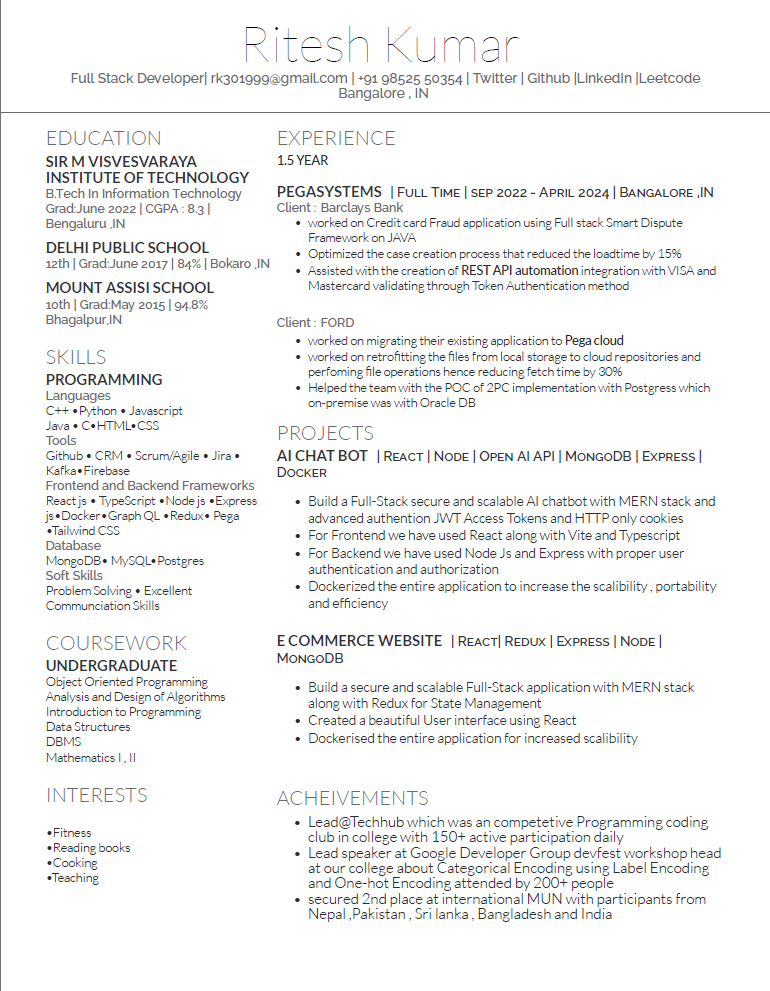 Ritesh Kumar
Full Stack Developer| rk301999@gmail.com | +91 98525 50354 | Twitter | Github |LinkedIn |Leetcode
Bangalore , IN
EDUCATION
SIR M VISVESVARAYA
INSTITUTE OF TECHNOLOGY
B.Tech In Information Technology
Grad:June 2022 | CGPA : 8.3 |
Bengaluru ,IN
DELHI PUBLIC SCHOOL
12th | Grad:June 2017 | 84% | Bokaro ,IN
MOUNT ASSISI SCHOOL
10th | Grad:May 2015 | 94.8%
Bhagalpur,IN
SKILLS
PROGRAMMING
Languages
C++ •Python • Javascript
Java • C•HTML•CSS
Tools
Github • CRM • Scrum/Agile • Jira •
Kafka•Firebase
Frontend and Backend Frameworks
React js • TypeScript •Node js •Express
js•Docker•Graph QL •Redux• Pega
•Tailwind CSS
Database
MongoDB• MySQL•Postgres
Soft Skills
Problem Solving • Excellent
Communciation Skills
COURSEWORK
UNDERGRADUATE
Object Oriented Programming
Analysis and Design of Algorithms
Introduction to Programming
Data Structures
DBMS
Mathematics I , II
INTERESTS
•Fitness
•Reading books
•Cooking
•Teaching
EXPERIENCE
1.5 YEAR
PEGASYSTEMS | Full Time | sep 2022 - April 2024 | Bangalore ,IN
Client : Barclays Bank
• worked on Credit card Fraud application using Full stack Smart Dispute
Framework on JAVA
• Optimized the case creation process that reduced the loadtime by 15%
• Assisted with the creation of REST API automation integration with VISA and
Mastercard validating through Token Authentication method
Client : FORD
• worked on migrating their existing application to Pega cloud
• worked on retrofitting the files from local storage to cloud repositories and
perfoming file operations hence reducing fetch time by 30%
• Helped the team with the POC of 2PC implementation with Postgress which
on-premise was with Oracle DB
PROJECTS
AI CHAT BOT | React | Node | Open AI API | MongoDB | Express |
Docker
• Build a Full-Stack secure and scalable AI chatbot with MERN stack and
advanced authention JWT Access Tokens and HTTP only cookies
• For Frontend we have used React along with Vite and Typescript
• For Backend we have used Node Js and Express with proper user
authentication and authorization
• Dockerized the entire application to increase the scalibility , portability
and efficiency
E COMMERCE WEBSITE | React| Redux | Express | Node |
MongoDB
• Build a secure and scalable Full-Stack application with MERN stack
along with Redux for State Management
• Created a beautiful User interface using React
• Dockerised the entire application for increased scalibility
ACHEIVEMENTS
• Lead@Techhub which was an competetive Programming coding
club in college with 150+ active participation daily
• Lead speaker at Google Developer Group devfest workshop head
at our college about Categorical Encoding using Label Encoding
and One-hot Encoding attended by 200+ people
• secured 2nd place at international MUN with participants from
Nepal ,Pakistan , Sri lanka , Bangladesh and India